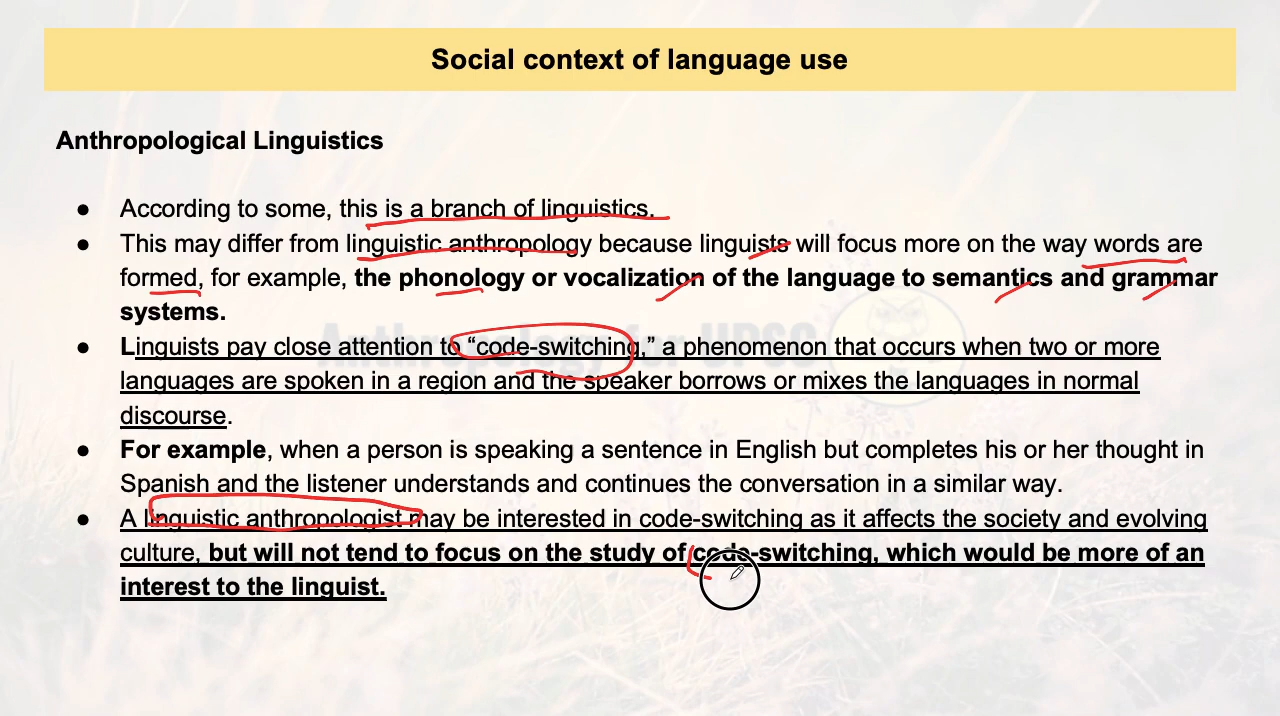 Social context of language use
Anthropological Linguistics
● According to some, this is a branch of linguistics.
● This may differ from linguistic anthropology because linguists will focus more on the way words are
formed, for example, the phonology or vocalization of the language to semantics and grammar
systems.
● Linguists pay close attention to “code-switching,” a phenomenon that occurs when two or more
languages are spoken in a region and the speaker borrows or mixes the languages in normal
discourse.
● For example, when a person is speaking a sentence in English but completes his or her thought in
Spanish and the listener understands and continues the conversation in a similar way.
● A linguistic anthropologist may be interested in code-switching as it affects the society and evolving
culture, but will not tend to focus on the study of code-switching, which would be more of an
interest to the linguist.
Anthropology for UPSC